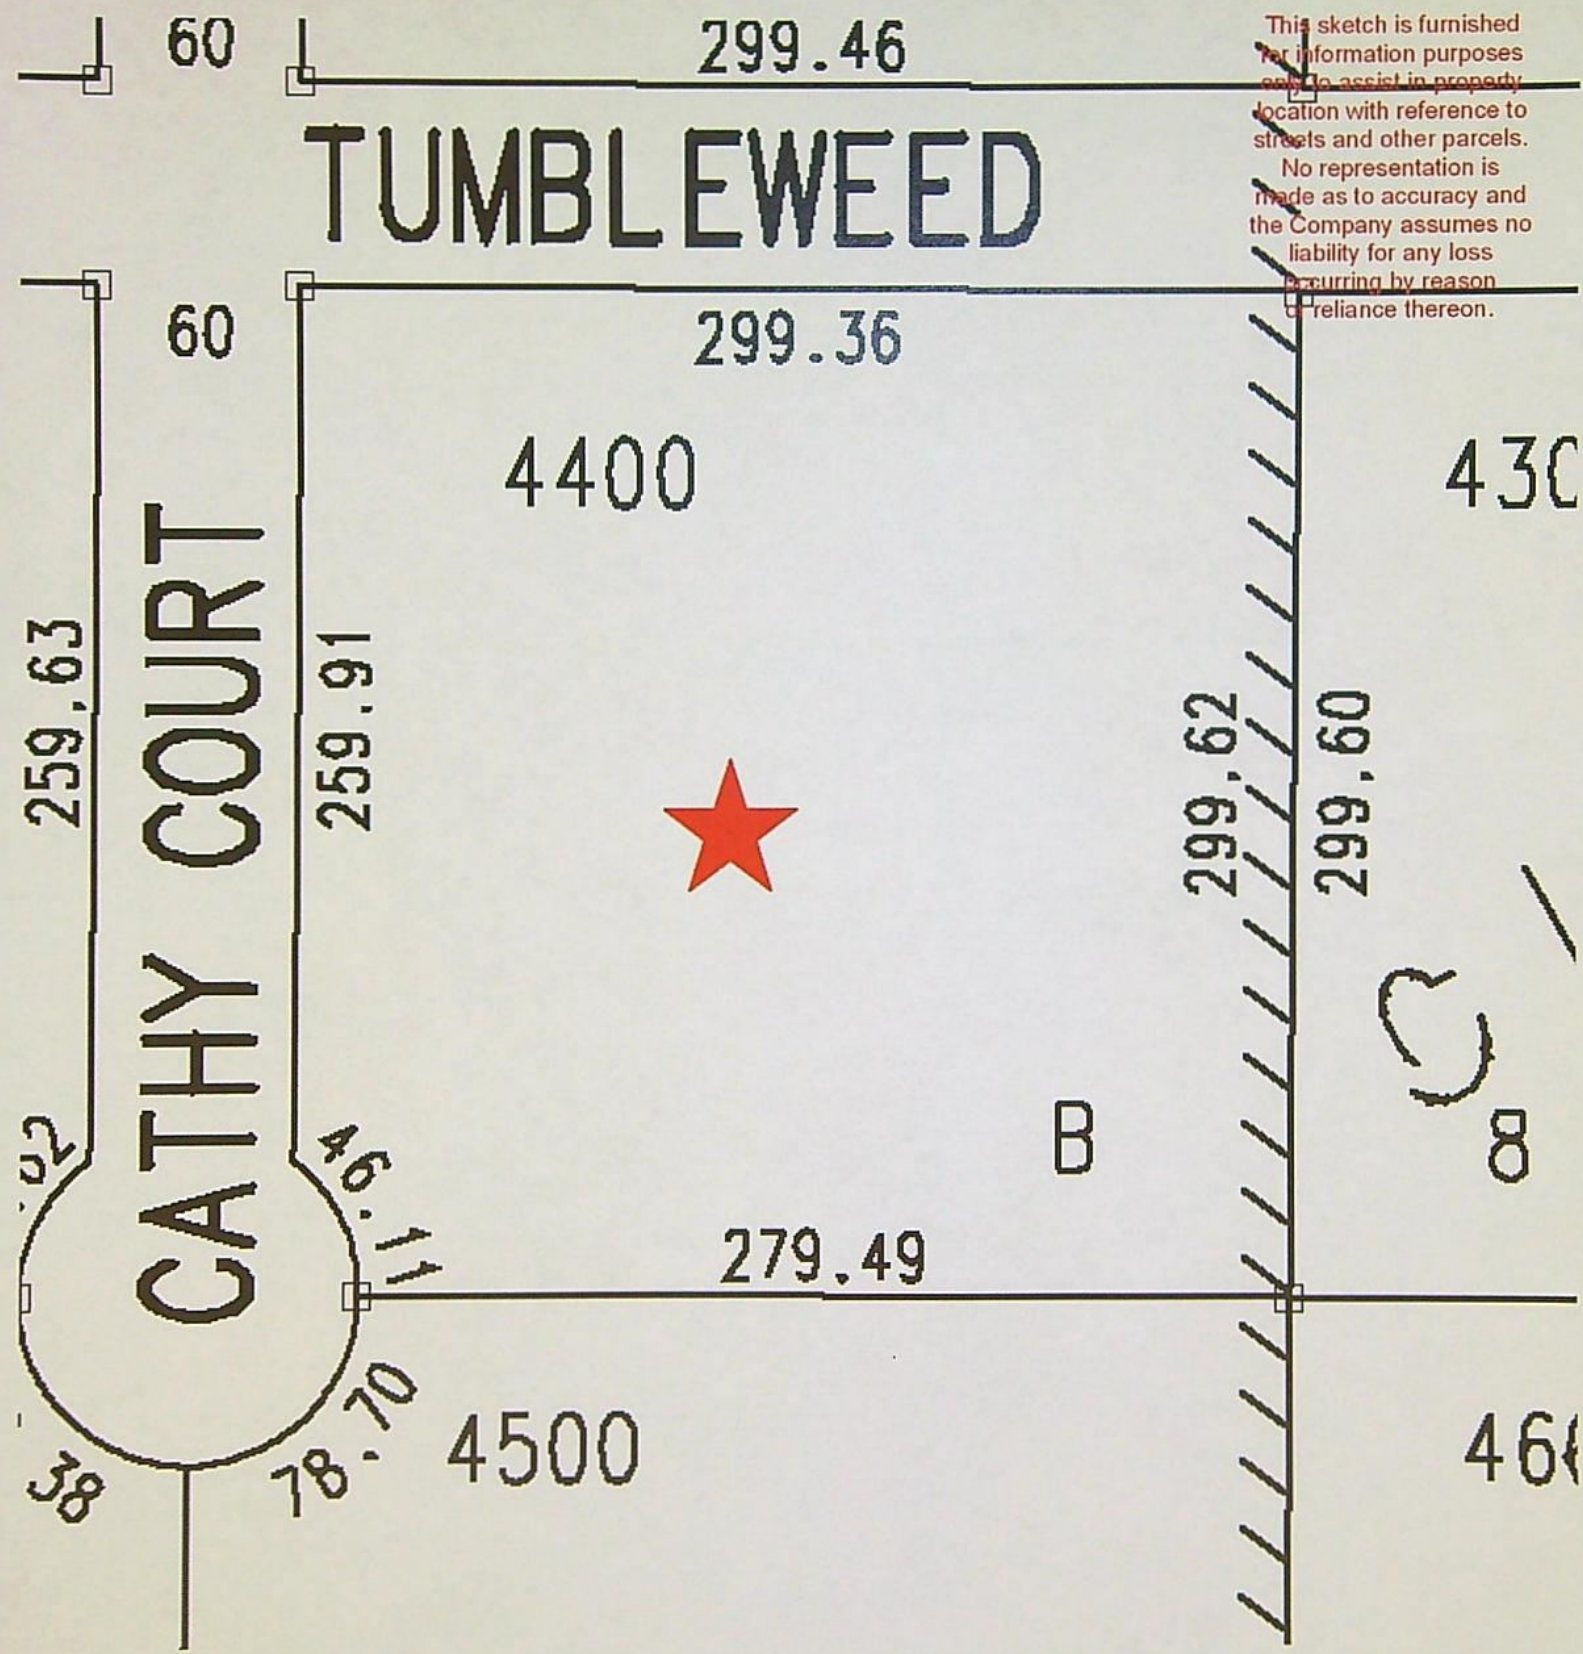 60
299.46
This sketch is furnished
for information purposes
only to assist in property
location with reference to
streets and other parcels.
No representation is
made as to accuracy and
the Company assumes no
liability for any loss
occurring by reason
of reliance thereon.
TUMBLEWEED
60
299.36
4400
430
259.63
CATHY COURT
259.91
299.62
299.60
46.11
B
8
279.49
78.70
38
4500